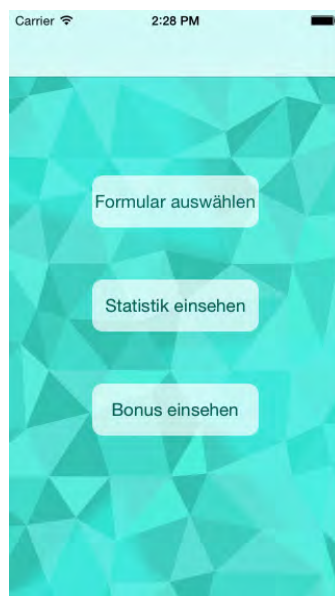 Carrier 2:28 PM
Formular auswählen
Statistik einsehen
Bonus einsehen